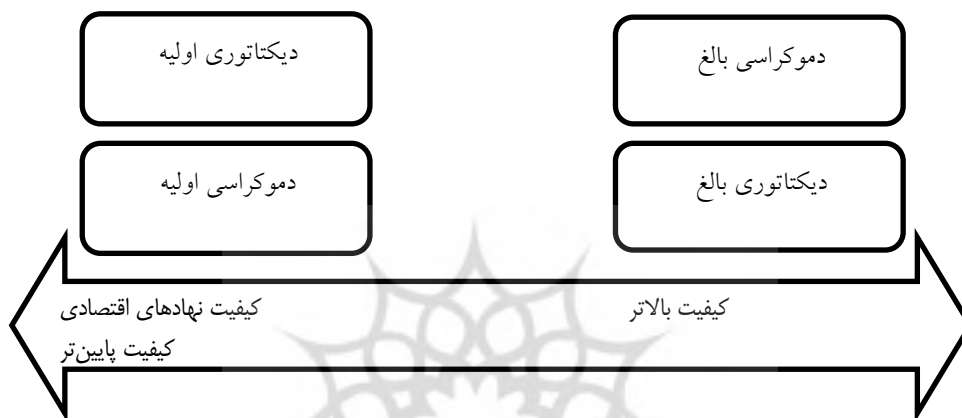 دموکراسی بالغ
دیکتاتوری اولیه
دیکتاتوری بالغ
دموکراسی اولیه
کیفیت بالاتر
کیفیت نهادهای اقتصادی
کیفیت پایین‌تر